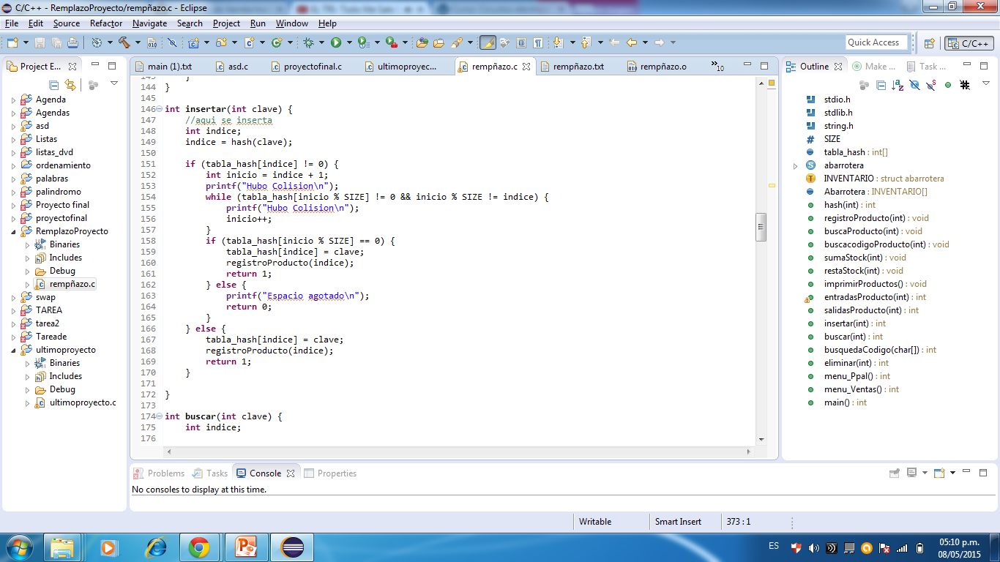 C/C++ - RemplazoProyecto/rempñazo.c - Eclipse
File Edit Source Refactor Navigate Search Project Run Window Help
Quick Access
C/C++
Project E...
Agenda
Agendas
asd
Listas
listas_dvd
ordenamiento
palabras
palindromo
Proyecto final
proyectofinal
RemplazoProyecto
Binaries
Includes
Debug
rempñazo.c
swap
TAREA
tarea2
Tareade
ultimoproyecto
Binaries
Includes
Debug
ultimoproyecto.c
main (1).txt asd.c proyectofinal.c ultimoproyec... rempñazo.c rempñazo.txt rempñazo.o »10
143 }
144 }
145
146 int insertar(int clave) {
147 //aqui se inserta
148 int indice;
149 indice = hash(clave);
150
151 if (tabla_hash[indice] != 0) {
152 int inicio = indice + 1;
153 printf("Hubo Colision\n");
154 while (tabla_hash[inicio % SIZE] != 0 && inicio % SIZE != indice) {
155 printf("Hubo Colision\n");
156 inicio++;
157 }
158 if (tabla_hash[inicio % SIZE] == 0) {
159 tabla_hash[indice] = clave;
160 registroProducto(indice);
161 return 1;
162 } else {
163 printf("Espacio agotado\n");
164 return 0;
165 }
166 } else {
167 tabla_hash[indice] = clave;
168 registroProducto(indice);
169 return 1;
170 }
171
172 }
173
174 int buscar(int clave) {
175 int indice;
176
Outline Make ... Task ...
stdio.h
stdlib.h
string.h
SIZE
tabla_hash : int[]
abarrotera
INVENTARIO : struct abarrotera
Abarrotera : INVENTARIO[]
hash(int) : int
registroProducto(int) : void
buscaProducto(int) : void
buscacodigoProducto(int) : void
sumaStock(int) : void
restaStock(int) : void
imprimirProductos() : void
entradasProducto(int) : int
salidasProducto(int) : int
insertar(int) : int
buscar(int) : int
busquedaCodigo(char[]) : int
eliminar(int) : int
menu_Ppal() : int
menu_Ventas() : int
main() : int
Problems Tasks Console Properties
No consoles to display at this time.
Writable Smart Insert 373 : 1
ES
05:10 p.m.
08/05/2015